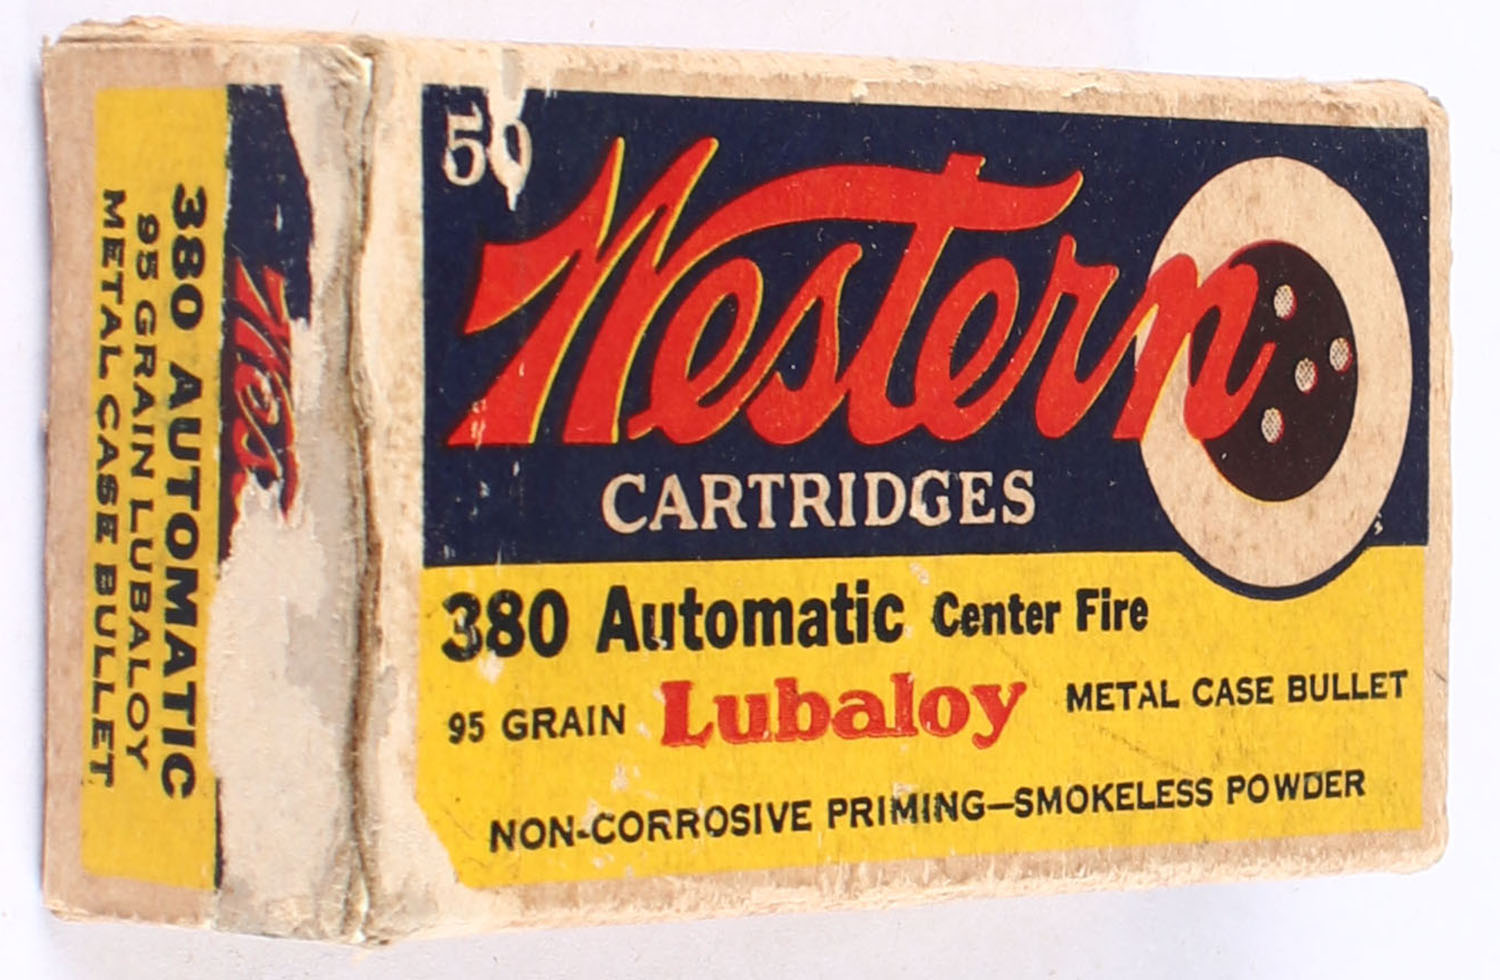 50
Western
CARTRIDGES
380 Automatic Center Fire
95 GRAIN Lubaloy METAL CASE BULLET
NON-CORROSIVE PRIMING—SMOKELESS POWDER
380 AUTOMATIC
95 GRAIN LUBALOY
METAL CASE BULLET